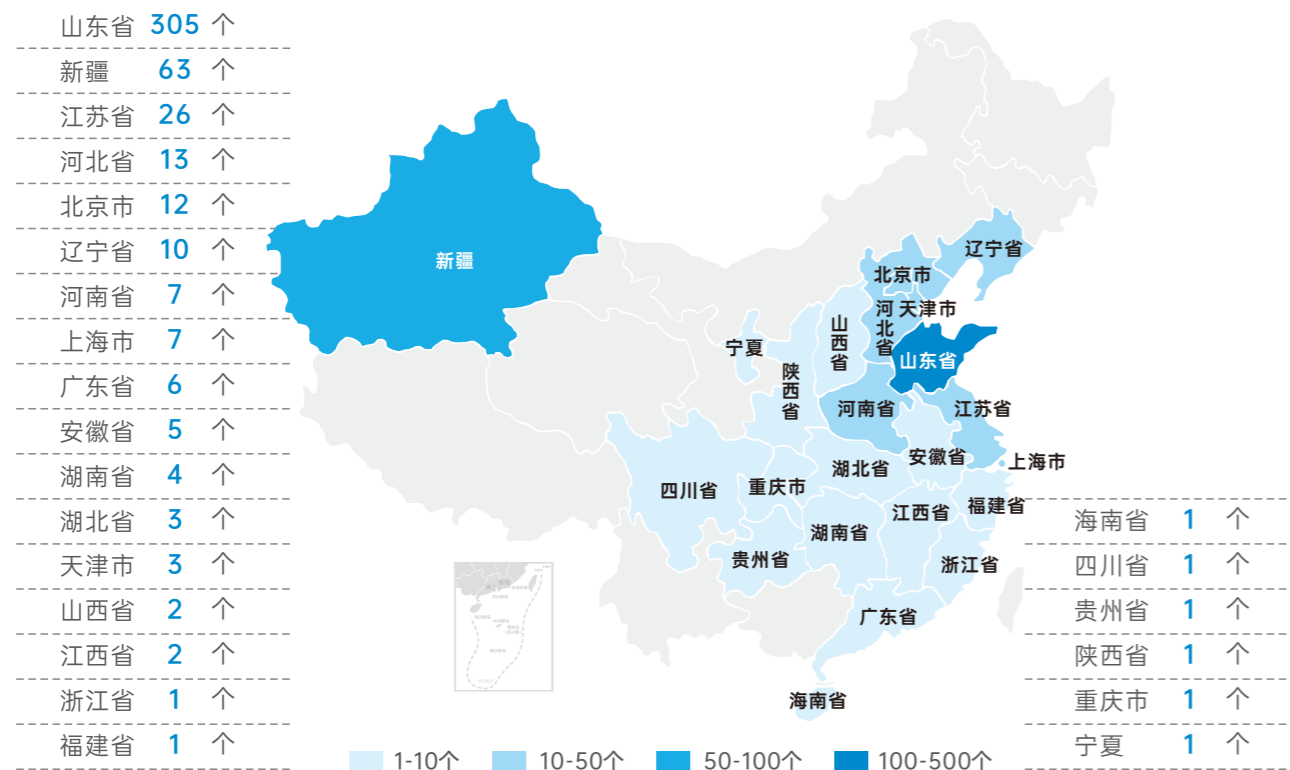 山东省 305 个
新疆 63 个
江苏省 26 个
河北省 13 个
北京市 12 个
辽宁省 10 个
河南省 7 个
上海市 7 个
广东省 6 个
安徽省 5 个
湖南省 4 个
湖北省 3 个
天津市 3 个
山西省 2 个
江西省 2 个
浙江省 1 个
福建省 1 个
新疆
辽宁省
北京市
天津市
河北省
山西省
宁夏
山东省
陕西省
河南省
江苏省
安徽省
上海市
湖北省
重庆市
四川省
福建省
江西省
湖南省
贵州省
浙江省
广东省
海南省
海南省 1 个
四川省 1 个
贵州省 1 个
陕西省 1 个
重庆市 1 个
宁夏 1 个
1-10个
10-50个
50-100个
100-500个